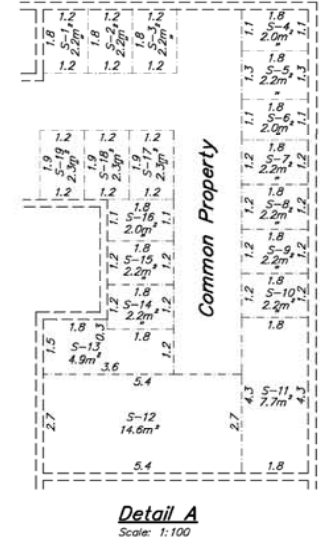 1.2 1.2 1.2
1.8 S-1 2.2m² 1.8 S-2 2.2m² 1.8 S-3 2.2m²
1.2 1.2 1.2
1.8
1.1 S-4 1.1
2.0m²
1.8
1.3 S-5 1.3
2.2m²
"
1.1 S-6 1.1
2.0m²
1.8
1.2 S-7 1.2
2.2m²
"
1.8
1.2 S-8 1.2
2.2m²
1.8
1.2 S-9 1.2
2.2m²
1.8
1.2 S-10 1.2
2.2m²
1.8
1.2 1.2 1.2
1.9 S-19 2.3m² 1.9 S-18 2.3m² 1.9 S-17 2.3m²
1.2 1.2 1.2
1.8
1.1 S-16 1.1
2.0m²
1.8
1.2 S-15 1.2
2.2m²
1.8
1.2 S-14 1.2
2.2m²
1.8
Common Property
1.8 0.3
1.5 S-13
4.9m²
3.6
1.2
5.4
2.7 S-12 2.7
14.6m²
5.4
4.3 S-11 4.3
7.7m²
1.8
Detail A
Scale: 1:100